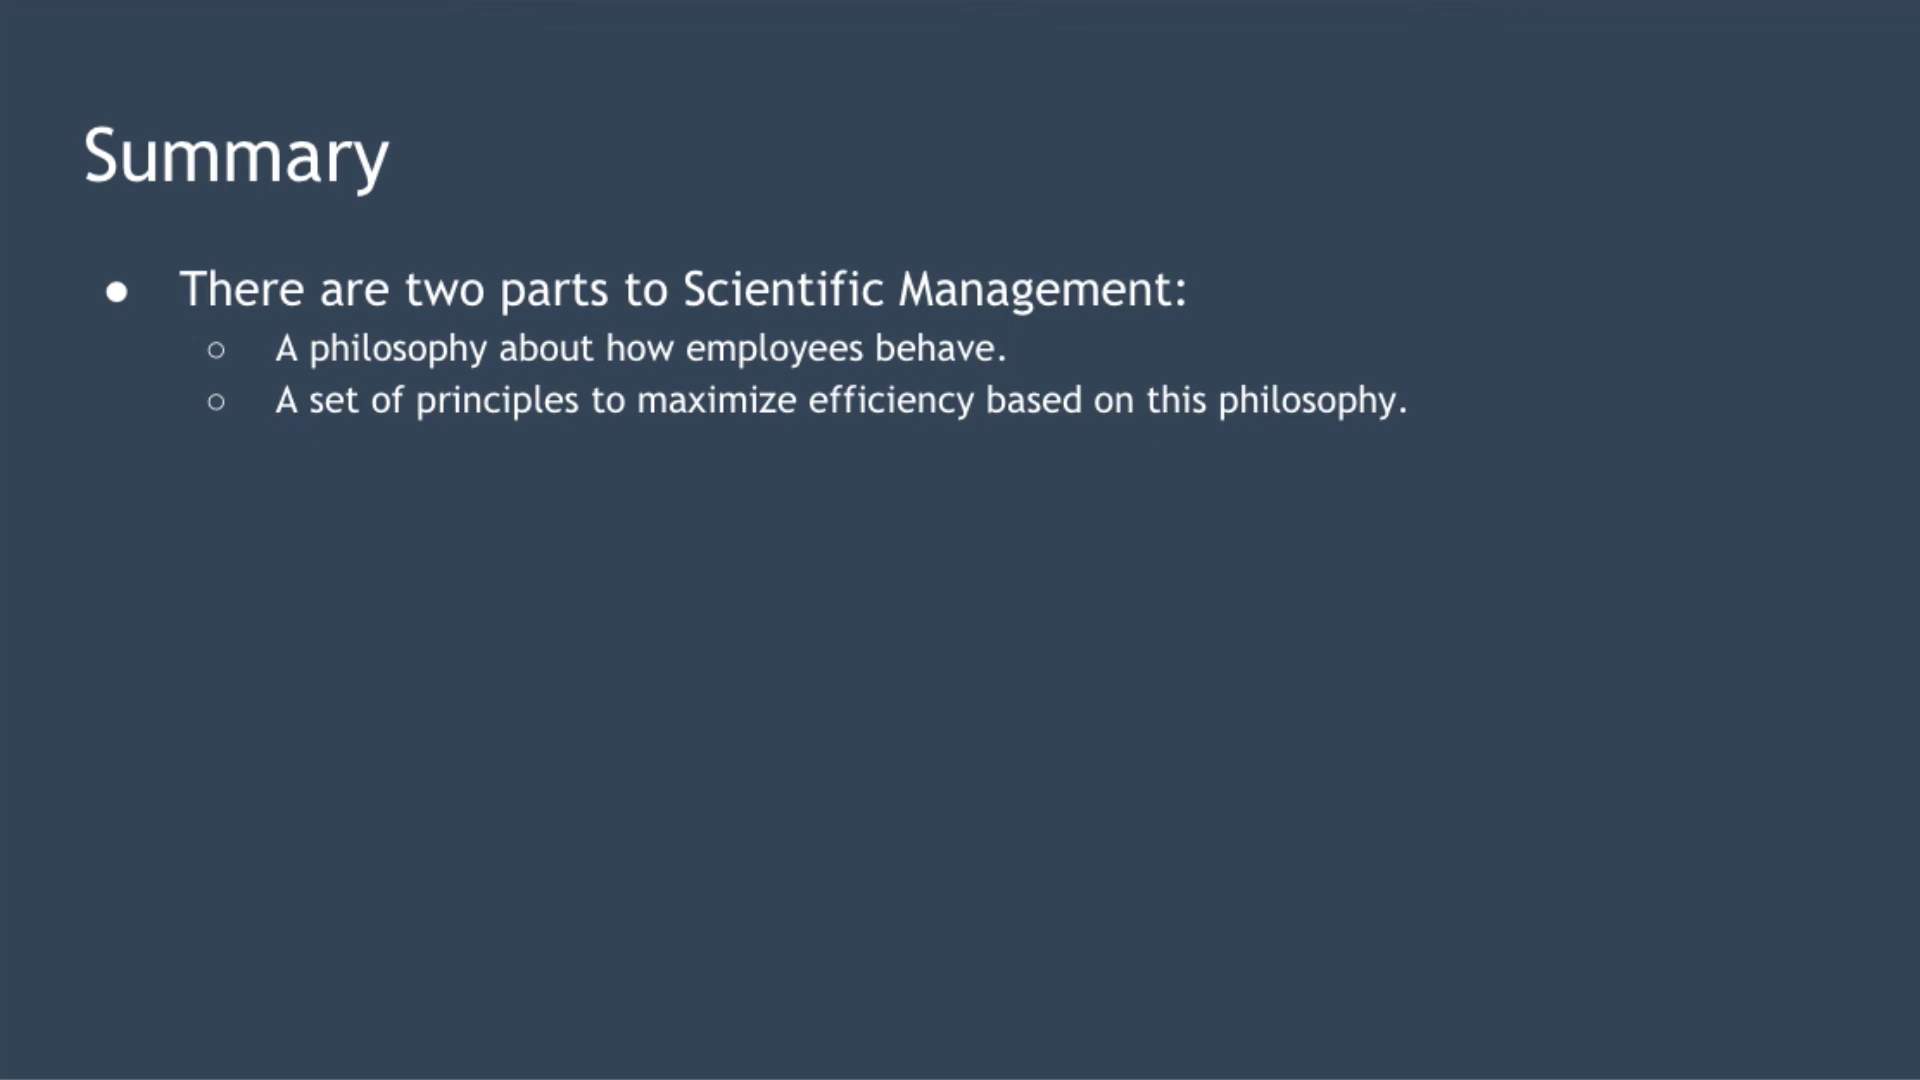 Summary
● There are two parts to Scientific Management:
○ A philosophy about how employees behave.
○ A set of principles to maximize efficiency based on this philosophy.